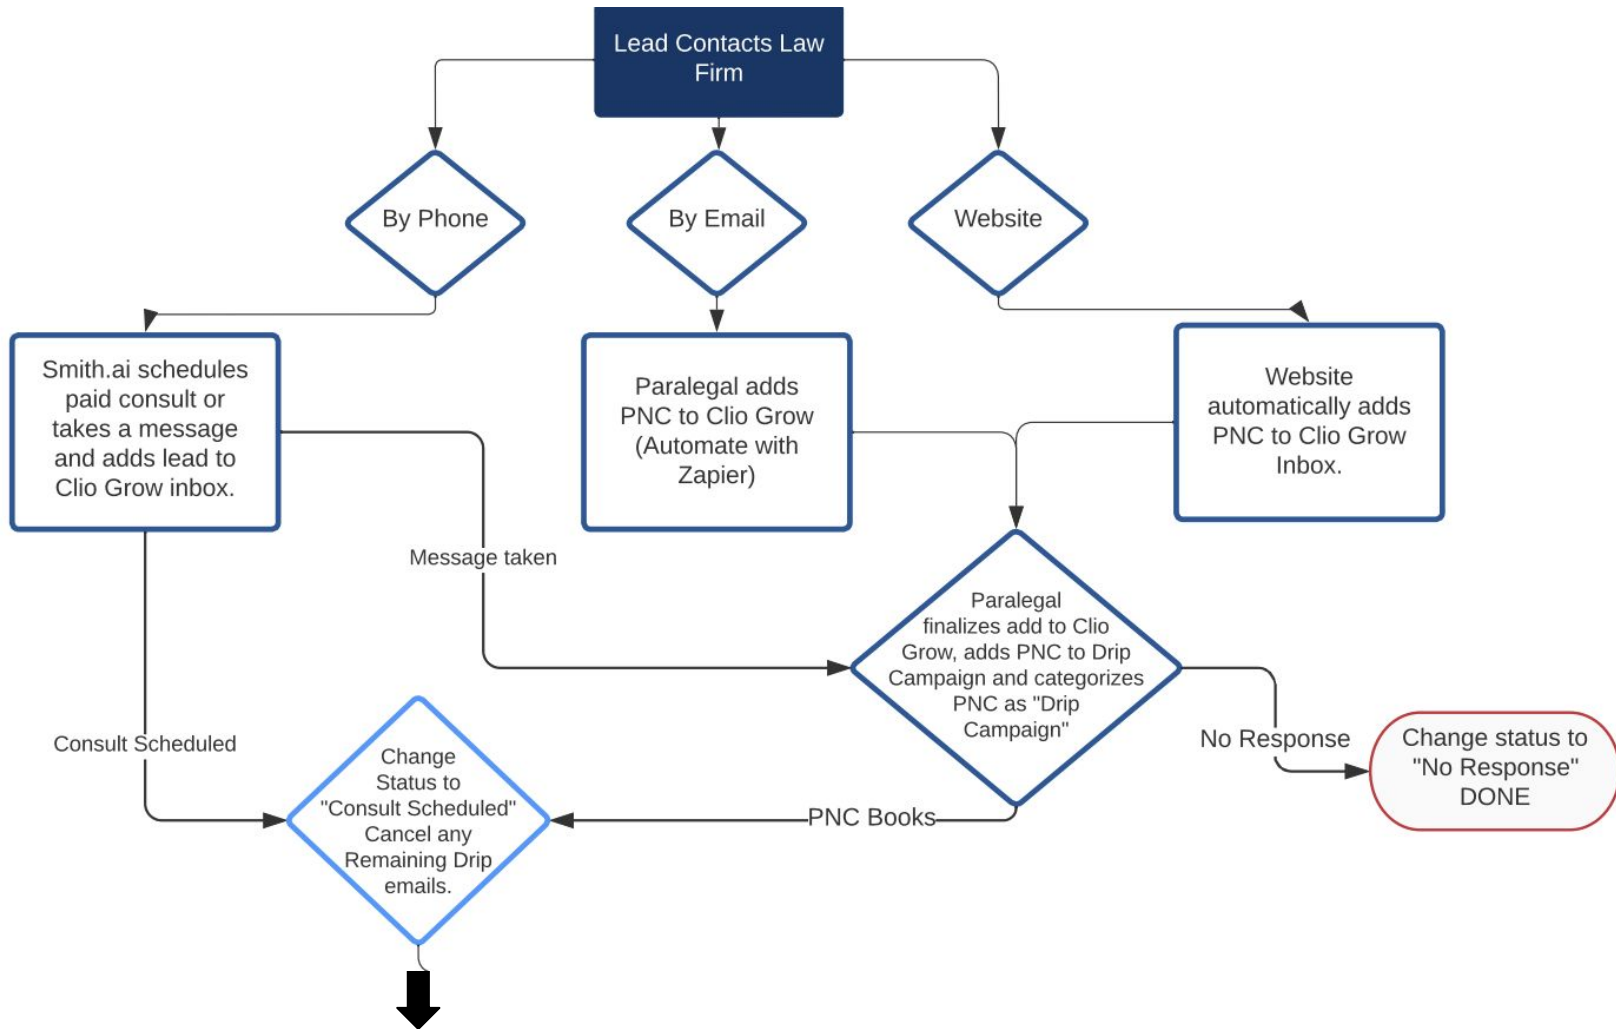 Lead Contacts Law
Firm
By Phone
By Email
Website
Smith.ai schedules
paid consult or
takes a message
and adds lead to
Clio Grow inbox.
Paralegal adds
PNC to Clio Grow
(Automate with
Zapier)
Website
automatically adds
PNC to Clio Grow
Inbox.
Message taken
Paralegal
finalizes add to Clio
Grow, adds PNC to Drip
Campaign and categorizes
PNC as "Drip
Campaign"
No Response
Change status to
"No Response"
DONE
Consult Scheduled
Change
Status to
"Consult Scheduled"
Cancel any
Remaining Drip
emails.
PNC Books